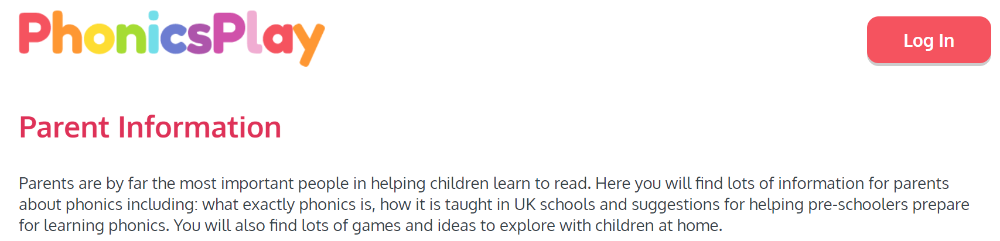 PhonicsPlay
Log In
Parent Information
Parents are by far the most important people in helping children learn to read. Here you will find lots of information for parents
about phonics including: what exactly phonics is, how it is taught in UK schools and suggestions for helping pre-schoolers prepare
for learning phonics. You will also find lots of games and ideas to explore with children at home.